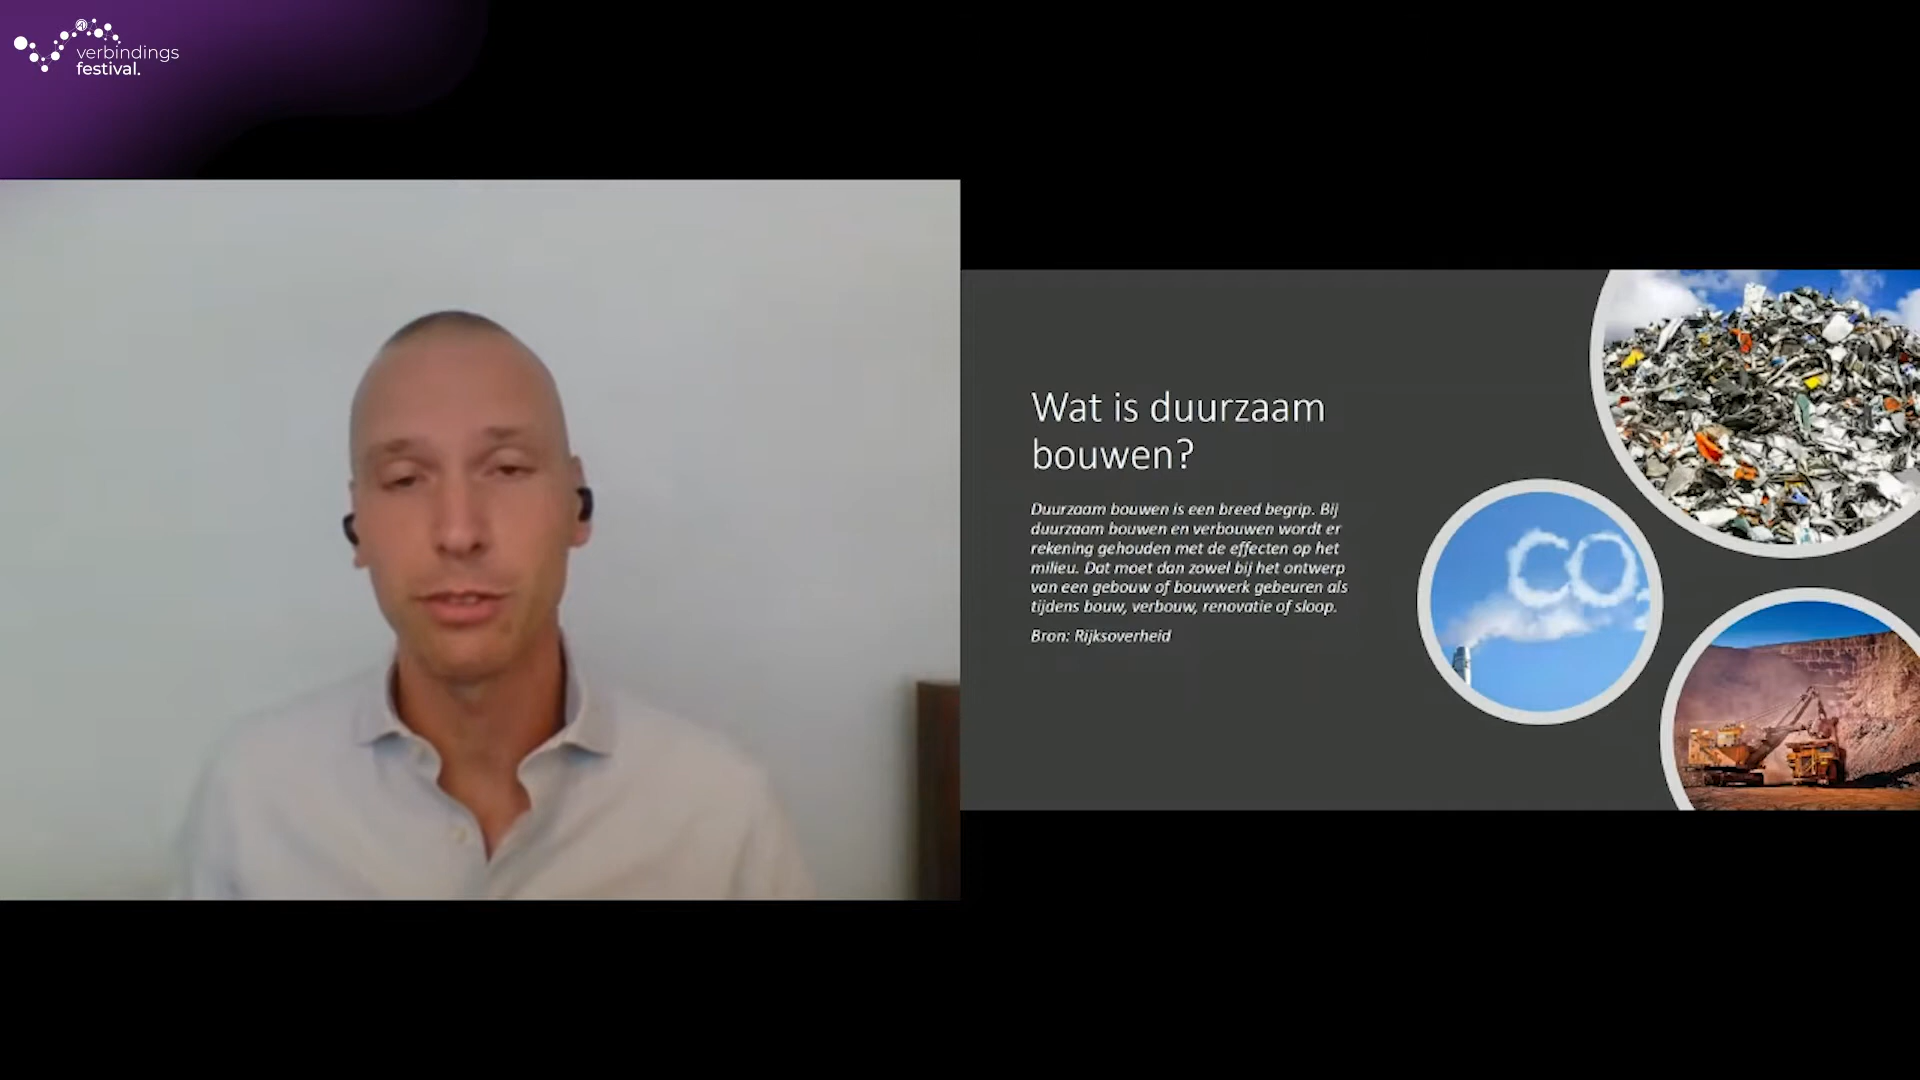 verbindings
festival.
Wat is duurzaam
bouwen?
Duurzaam bouwen is een breed begrip. Bij
duurzaam bouwen en verbouwen wordt er
rekening gehouden met de effecten op het
milieu. Dat moet dan zowel bij het ontwerp
van een gebouw of bouwwerk gebeuren als
tijdens bouw, verbouw, renovatie of sloop.
Bron: Rijksoverheid
CO